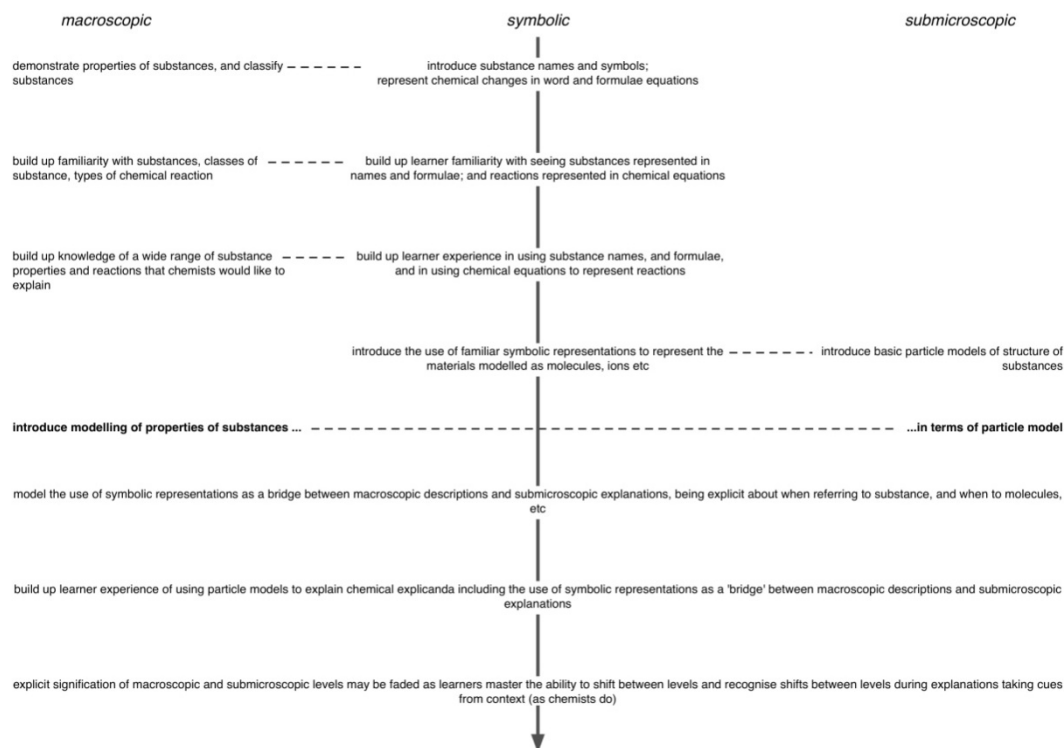 macroscopic
symbolic
submicroscopic
demonstrate properties of substances, and classify
substances
introduce substance names and symbols;
represent chemical changes in word and formulae equations
build up familiarity with substances, classes of
substance, types of chemical reaction
build up learner familiarity with seeing substances represented in
names and formulae; and reactions represented in chemical equations
build up knowledge of a wide range of substance
properties and reactions that chemists would like to
explain
build up learner experience in using substance names, and formulae,
and in using chemical equations to represent reactions
introduce the use of familiar symbolic representations to represent the
materials modelled as molecules, ions etc
introduce basic particle models of structure of
substances
introduce modelling of properties of substances ...
...in terms of particle model
model the use of symbolic representations as a bridge between macroscopic descriptions and submicroscopic explanations, being explicit about when referring to substance, and when to molecules,
etc
build up learner experience of using particle models to explain chemical explicanda including the use of symbolic representations as a 'bridge' between macroscopic descriptions and submicroscopic
explanations
explicit signification of macroscopic and submicroscopic levels may be faded as learners master the ability to shift between levels and recognise shifts between levels during explanations taking cues
from context (as chemists do)